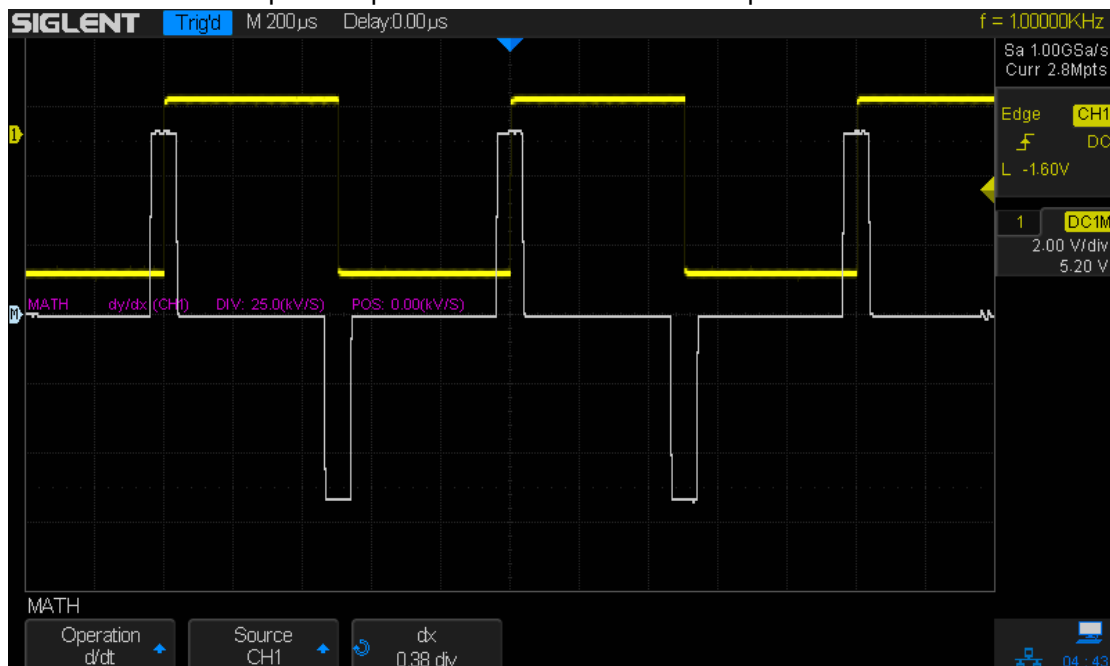 SIGLENT Trig'd M 200µs Delay:0.00µs f = 1.00000KHz
Sa 1.00GSa/s
Curr 2.8Mpts
Edge CH1
DC
L -1.60V
1 DC1M
2.00 V/div
5.20 V
1
MATH dy/dx (CH1) DIV: 25.0(kV/S) POS: 0.00(kV/S)
M
MATH
Operation Source dx
d/dt CH1 0.38 div
04:43